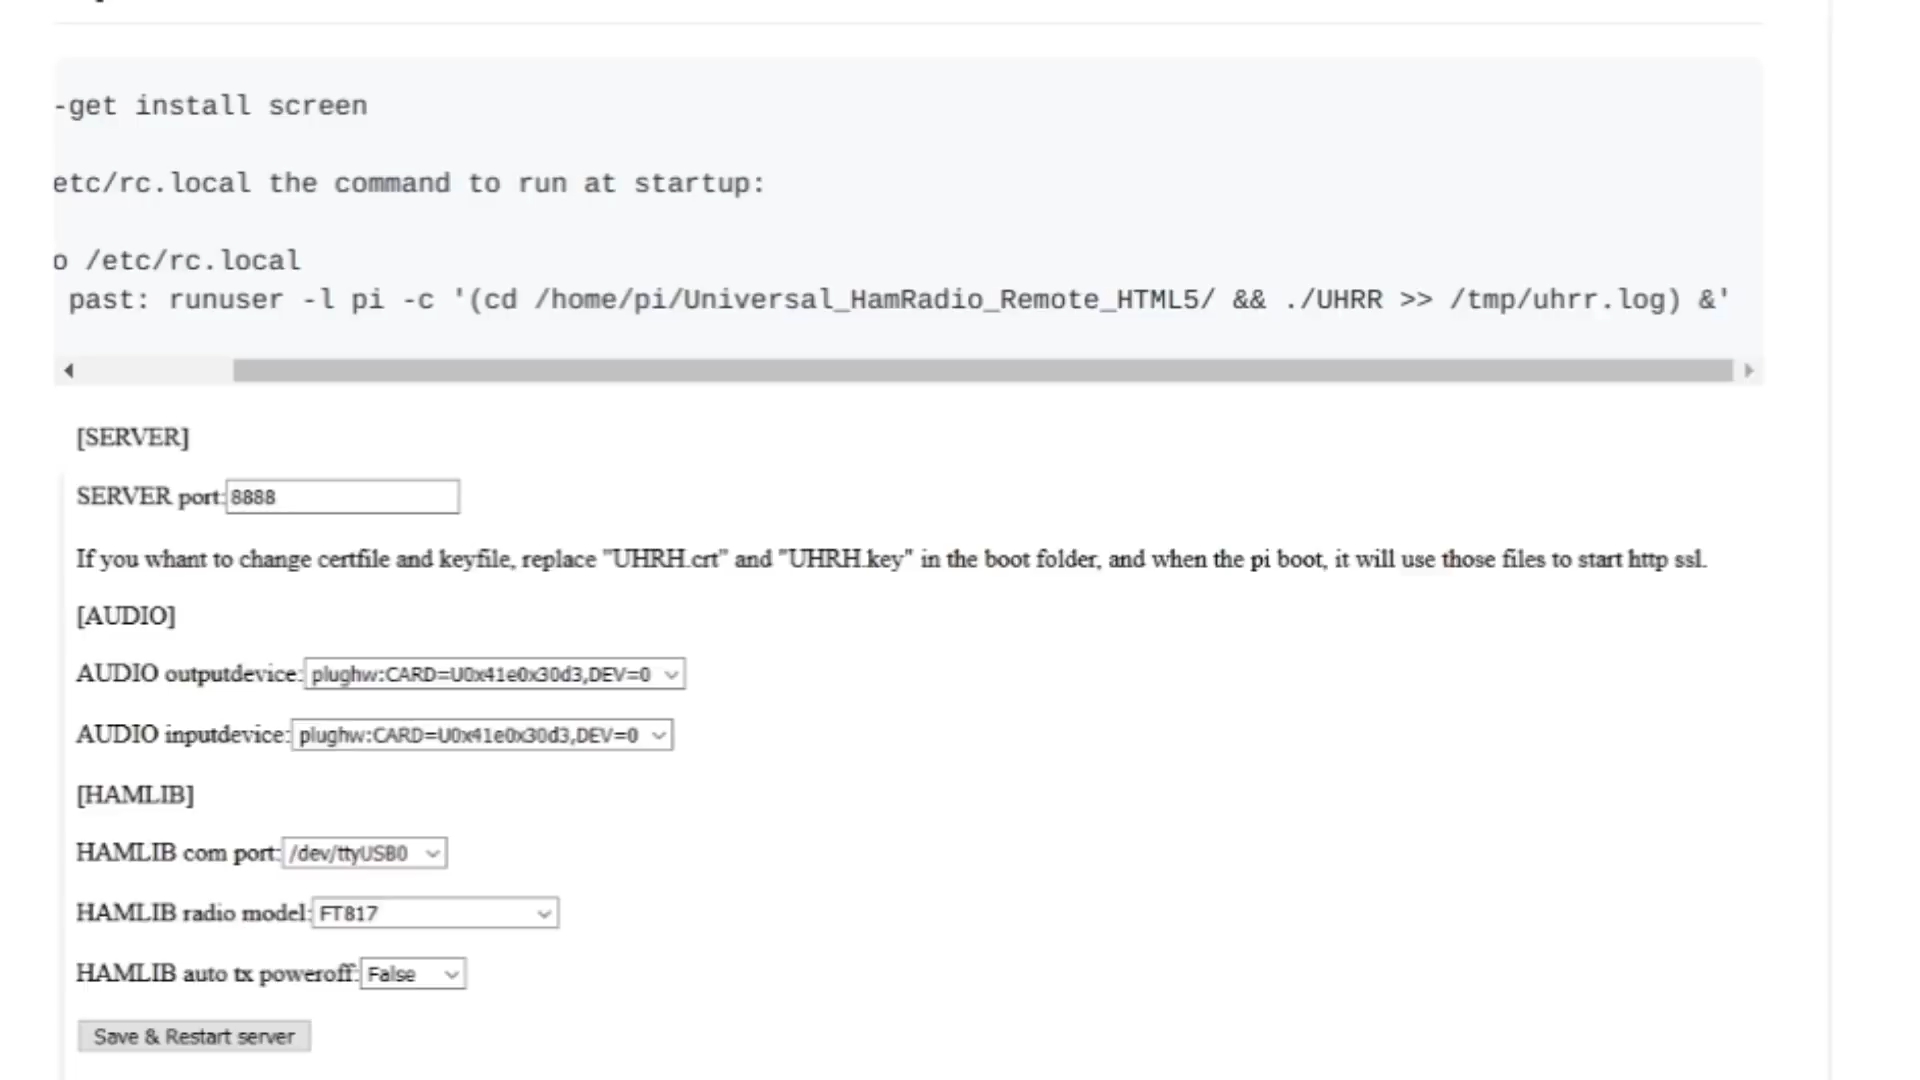 -get install screen
etc/rc.local the command to run at startup:
o /etc/rc.local
past: runuser -l pi -c '(cd /home/pi/Universal_HamRadio_Remote_HTML5/ && ./UHRR >> /tmp/uhrr.log) &'
[SERVER]
SERVER port: 8888
If you whant to change certfile and keyfile, replace "UHRH.crt" and "UHRH.key" in the boot folder, and when the pi boot, it will use those files to start http ssl.
[AUDIO]
AUDIO outputdevice: plughw:CARD=U0x41e0x30d3,DEV=0
AUDIO inputdevice: plughw:CARD=U0x41e0x30d3,DEV=0
[HAMLIB]
HAMLIB com port: /dev/ttyUSB0
HAMLIB radio model: FT817
HAMLIB auto tx poweroff: False
Save & Restart server